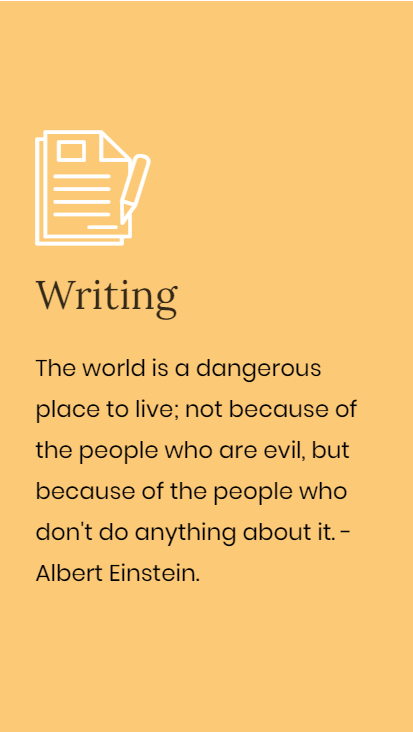 Writing
The world is a dangerous
place to live; not because of
the people who are evil, but
because of the people who
don't do anything about it. -
Albert Einstein.